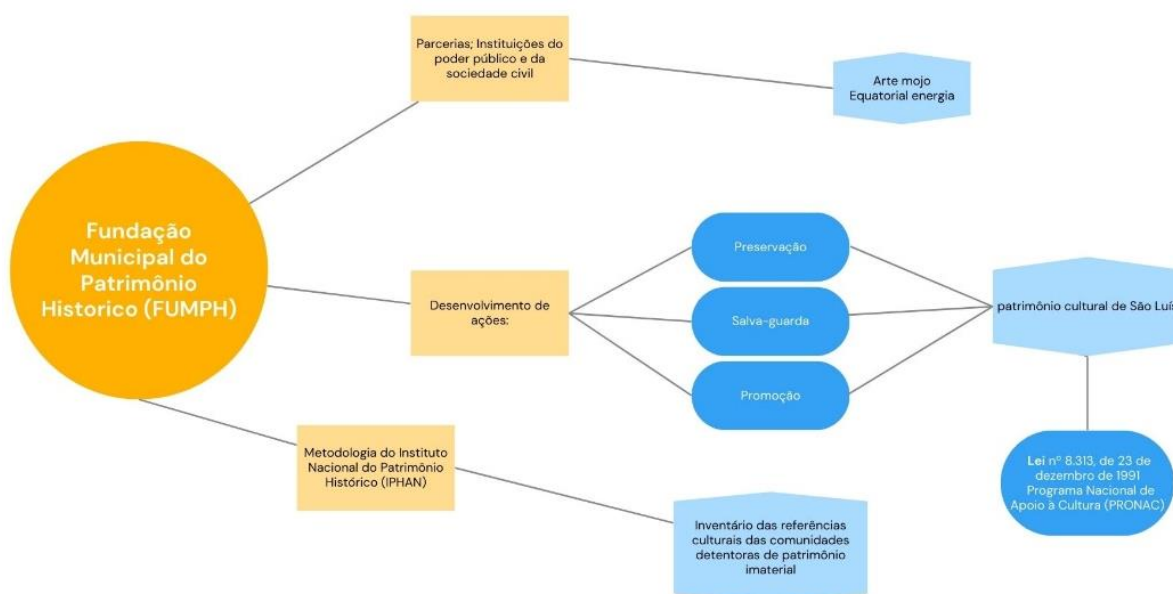 Parcerias; Instituições do
poder público e da
sociedade civil
Arte mojo
Equatorial energia
Fundação
Municipal do
Patrimônio
Historico (FUMPH)
Desenvolvimento de
ações:
Preservação
Salva-guarda
Promoção
patrimônio cultural de São Luís
Lei nº 8.313, de 23 de
dezembro de 1991
Programa Nacional de
Apoio à Cultura (PRONAC)
Metodologia do Instituto
Nacional do Patrimônio
Histórico (IPHAN)
Inventário das referências
culturais das comunidades
detentoras de patrimônio
imaterial